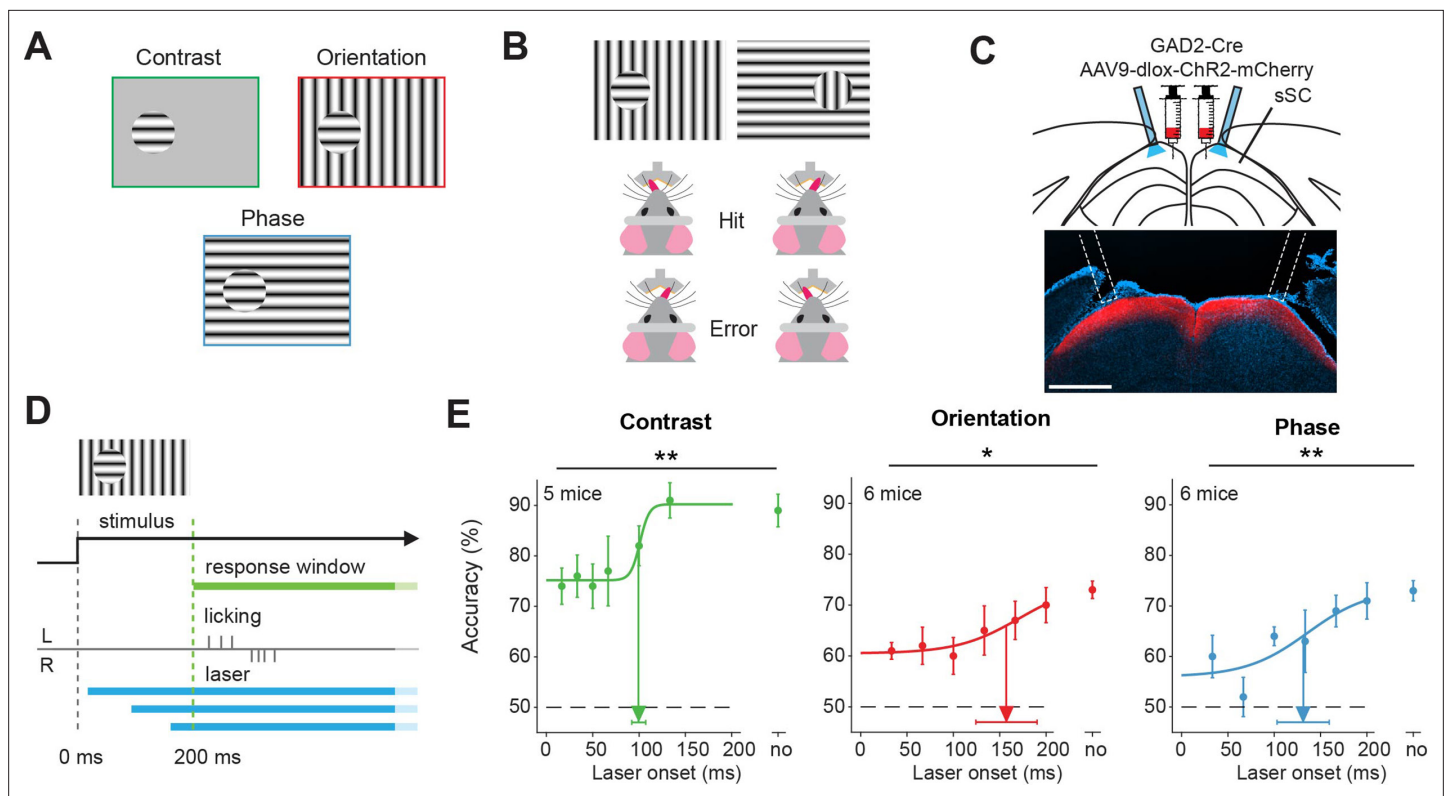 A
Contrast
Orientation
Phase
B
Hit
Error
C
GAD2-Cre
AAV9-dlox-ChR2-mCherry
sSC
D
stimulus
response window
licking
L
R
laser
0 ms
200 ms
E
Contrast
**
5 mice
Accuracy (%)
90
80
70
60
50
0
50
100
150
200
no
Laser onset (ms)
Orientation
*
6 mice
90
80
70
60
50
0
50
100
150
200
no
Laser onset (ms)
Phase
**
6 mice
90
80
70
60
50
0
50
100
150
200
no
Laser onset (ms)